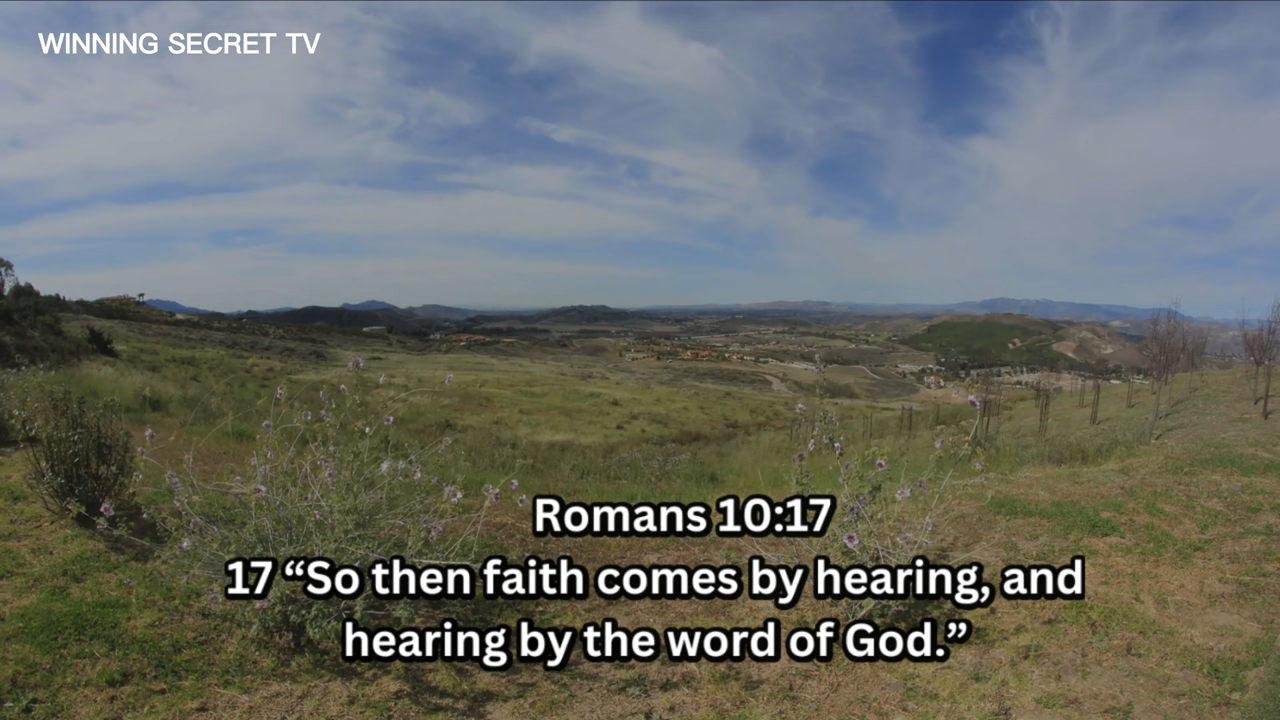 WINNING SECRET TV
Romans 10:17
17 “So then faith comes by hearing, and
hearing by the word of God.”